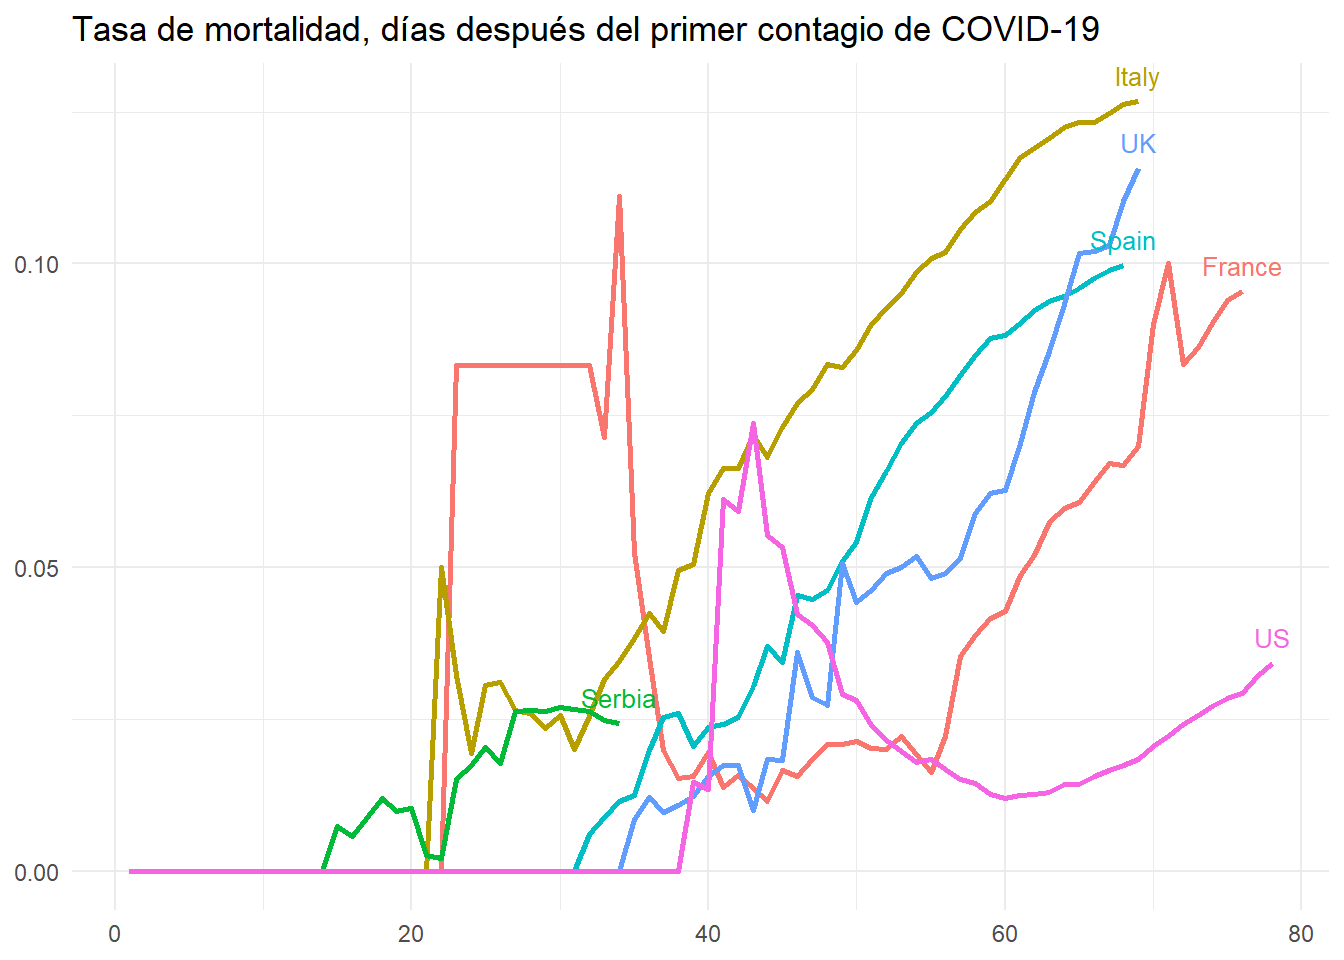 Tasa de mortalidad, días después del primer contagio de COVID-19
Italy
UK
Spain
France
0.10
0.05
Serbia
US
0.00
0 20 40 60 80